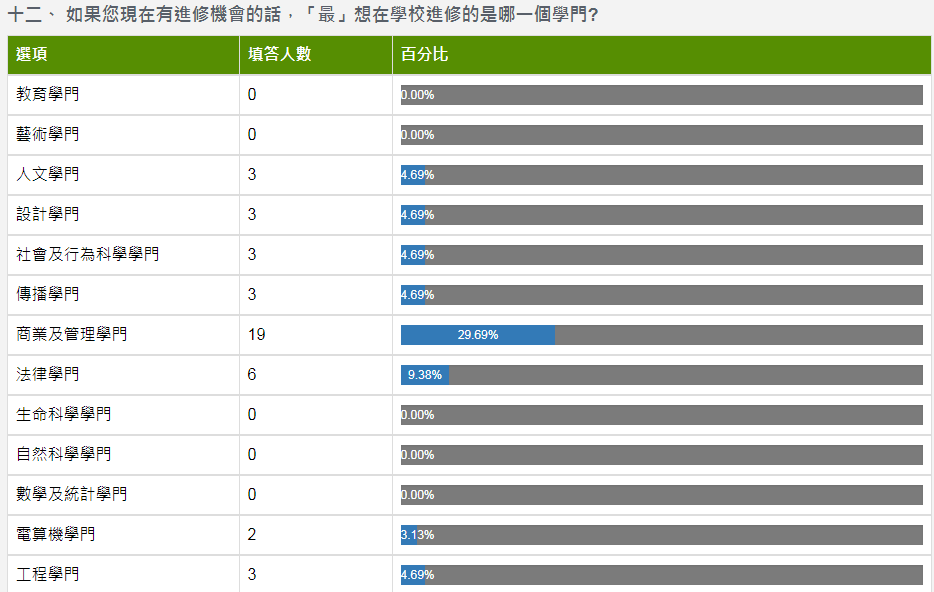 十二、 如果您現在有進修機會的話，「最」想在學校進修的是哪一個學門?
選項 填答人數 百分比
教育學門 0 0.00%
藝術學門 0 0.00%
人文學門 3 4.69%
設計學門 3 4.69%
社會及行為科學學門 3 4.69%
傳播學門 3 4.69%
商業及管理學門 19 29.69%
法律學門 6 9.38%
生命科學學門 0 0.00%
自然科學學門 0 0.00%
數學及統計學門 0 0.00%
電算機學門 2 3.13%
工程學門 3 4.69%